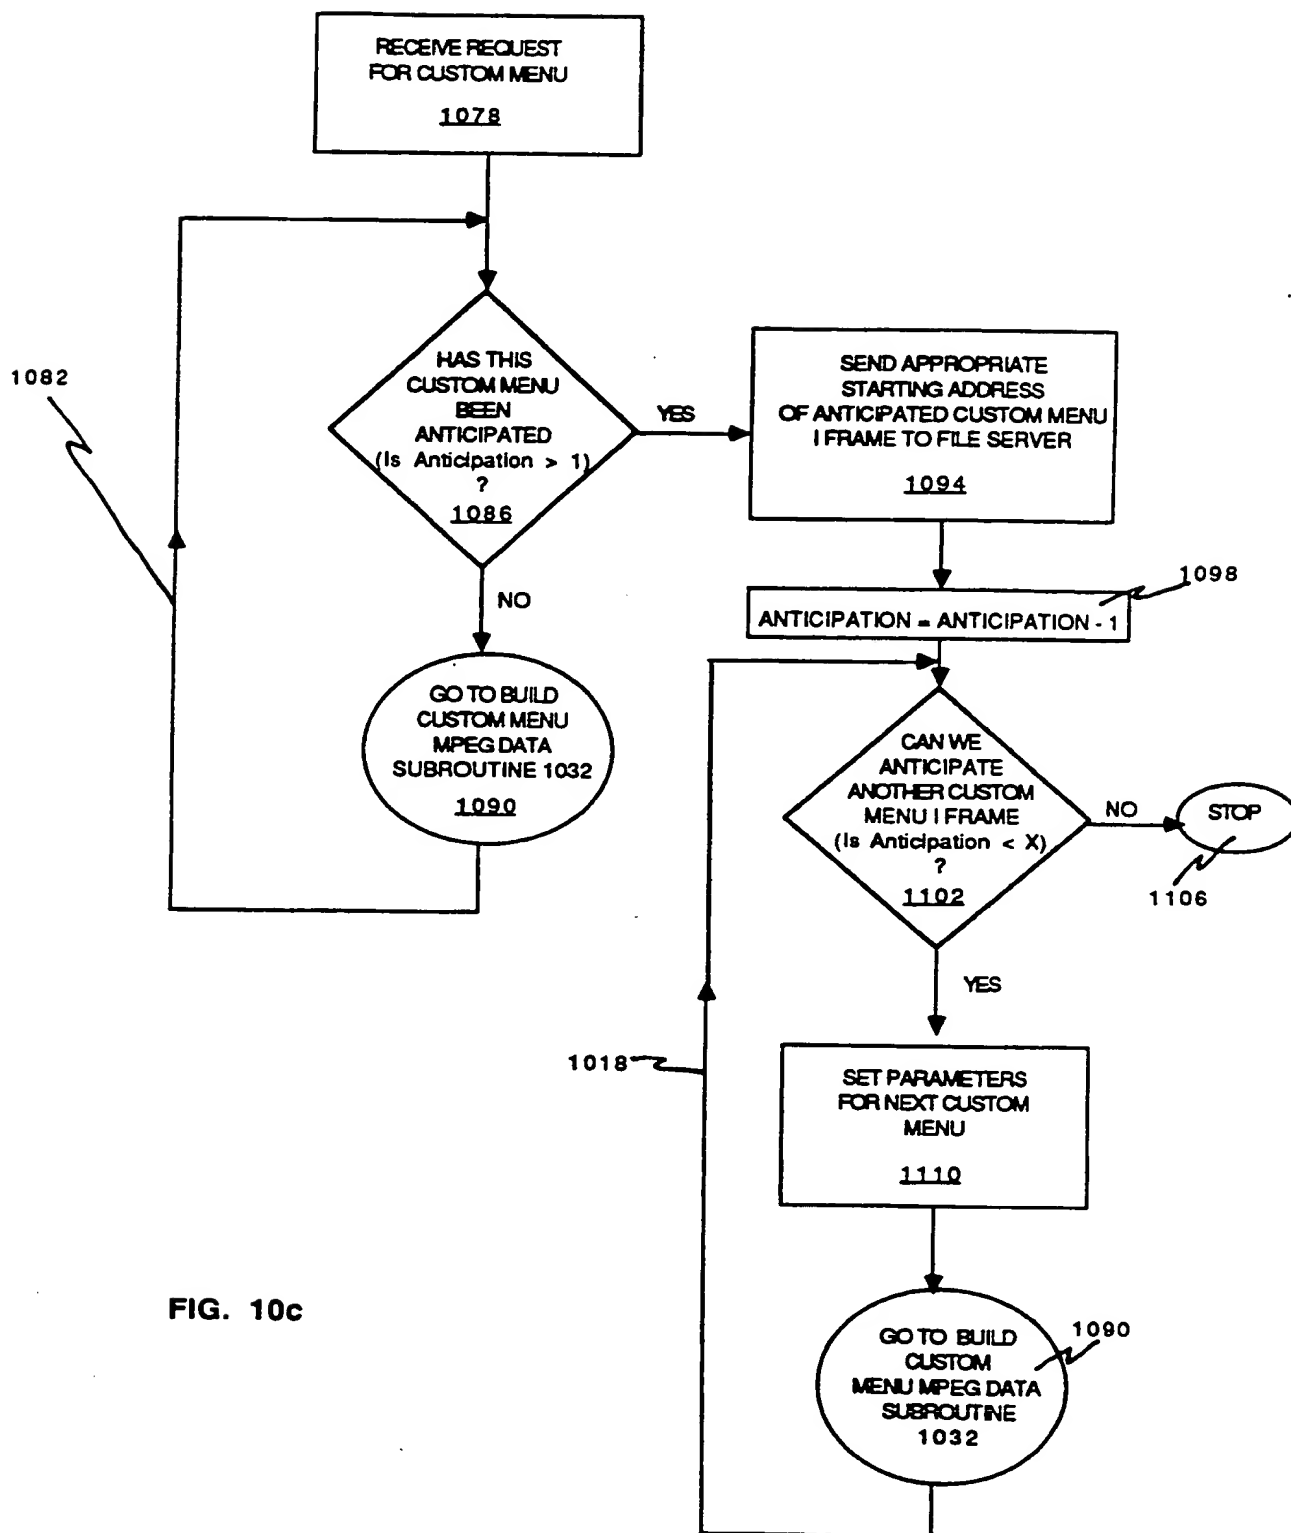 RECEIVE REQUEST
FOR CUSTOM MENU
1078
1082
HAS THIS
CUSTOM MENU
BEEN
ANTICIPATED
(Is Anticipation > 1)
?
1086
YES
NO
SEND APPROPRIATE
STARTING ADDRESS
OF ANTICIPATED CUSTOM MENU
I FRAME TO FILE SERVER
1094
1098
ANTICIPATION = ANTICIPATION - 1
GO TO BUILD
CUSTOM MENU
MPEG DATA
SUBROUTINE 1032
1090
CAN WE
ANTICIPATE
ANOTHER CUSTOM
MENU I FRAME
(Is Anticipation < X)
?
1102
NO
STOP
1106
YES
1018
SET PARAMETERS
FOR NEXT CUSTOM
MENU
1110
GO TO BUILD
CUSTOM
MENU MPEG DATA
SUBROUTINE
1032
1090
FIG. 10c